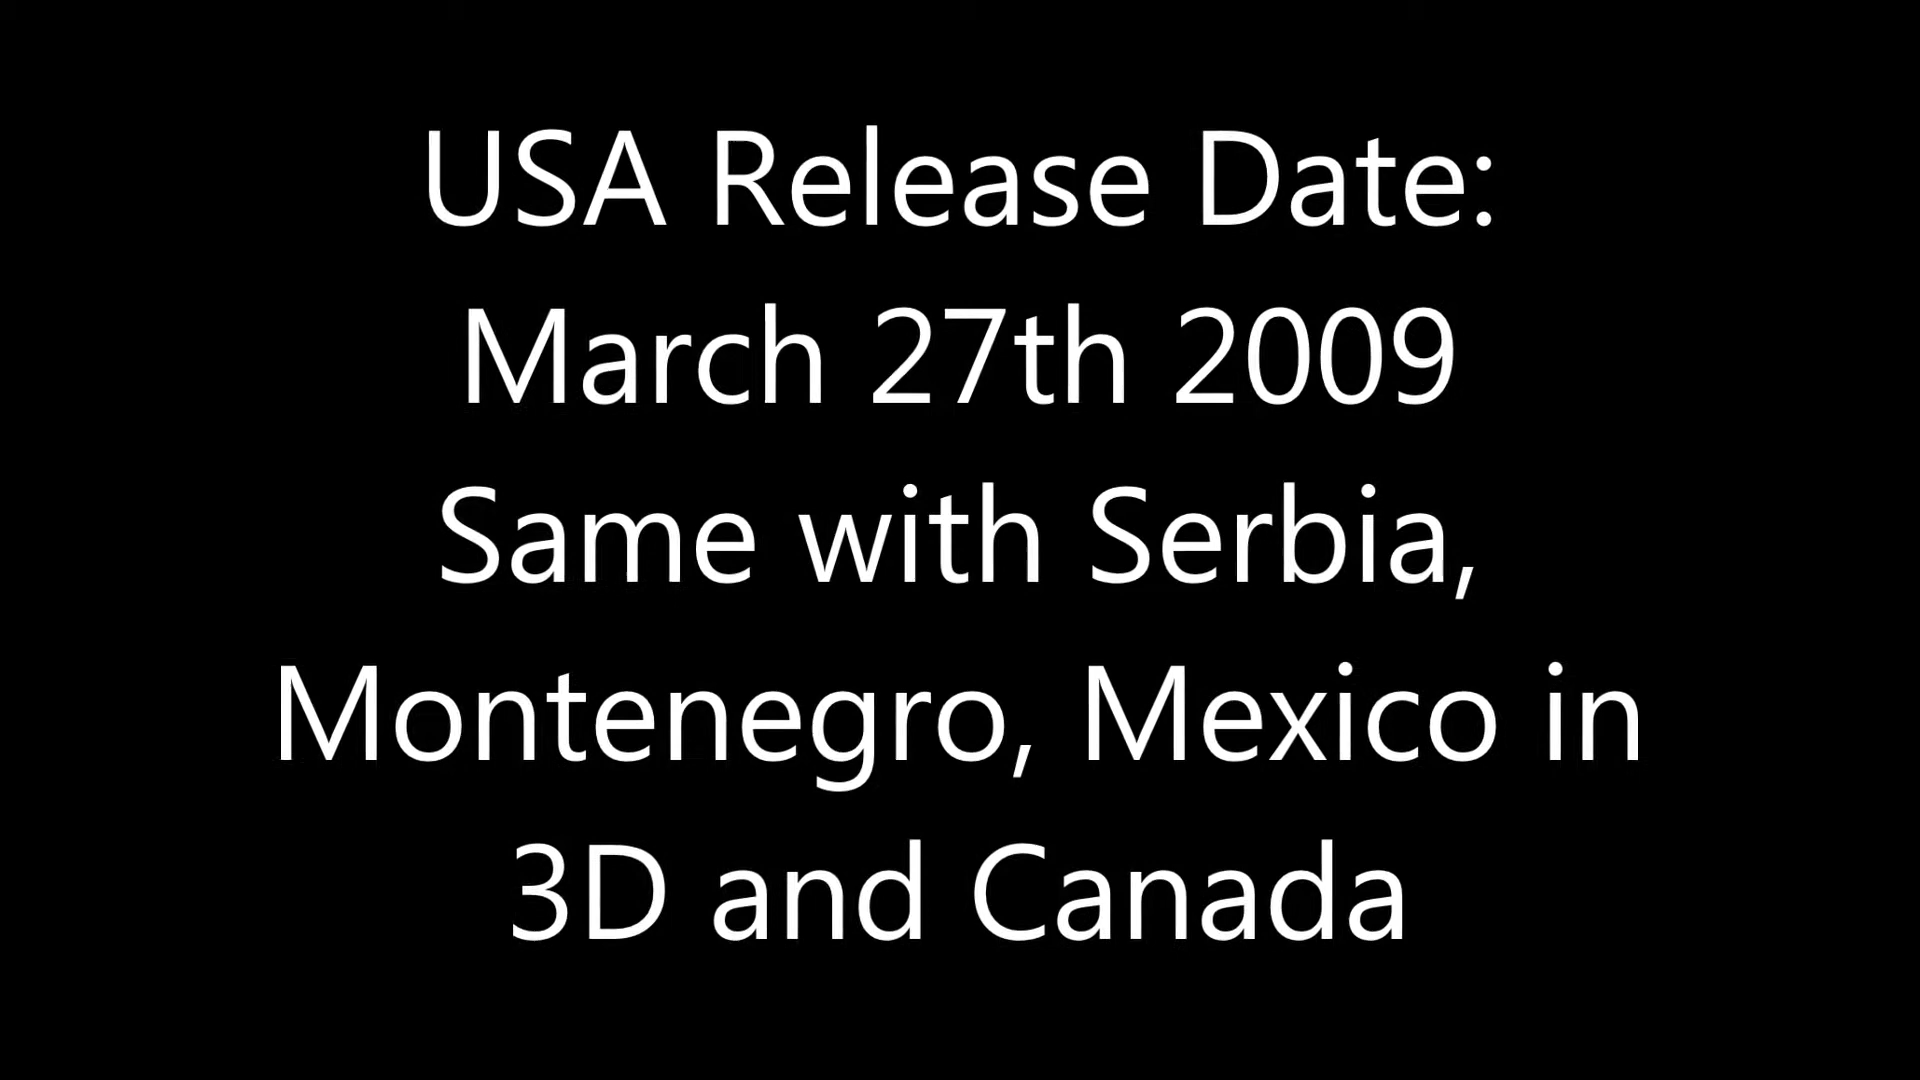 USA Release Date:
March 27th 2009
Same with Serbia,
Montenegro, Mexico in
3D and Canada